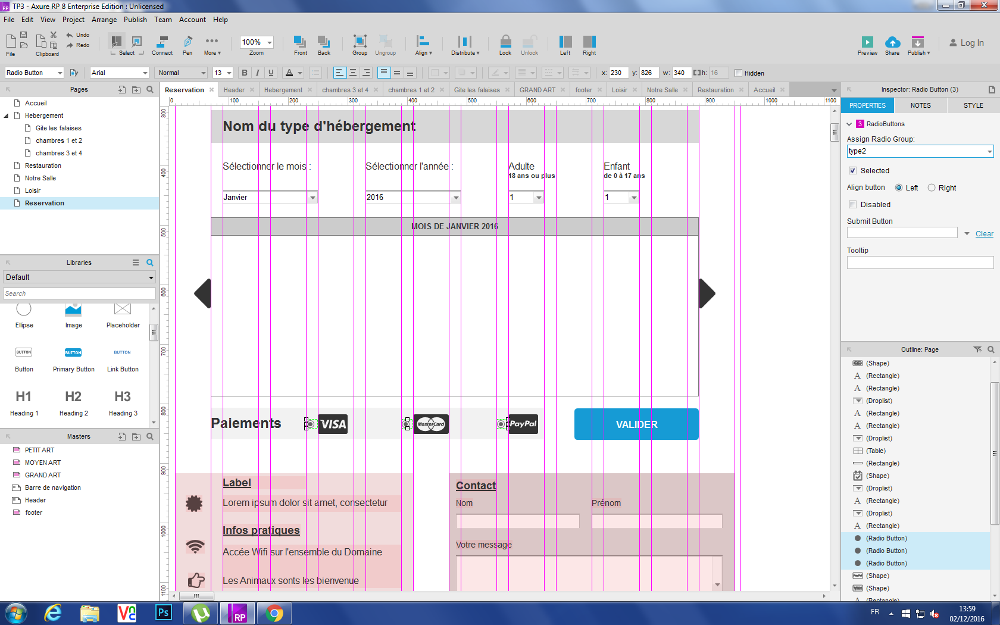 TP3 - Axure RP 8 Enterprise Edition : Unlicensed
File Edit View Project Arrange Publish Team Account Help
Undo
Redo
File Clipboard Select Connect Pen More 100% Zoom Front Back Group Ungroup Align Distribute Lock Unlock Left Right Preview Share Publish Log In
Radio Button Arial Normal 13 B I U A x: 230 y: 826 w: 340 h: 16 Hidden
Pages
Accueil
Hebergement
Gite les falaises
chambres 1 et 2
chambres 3 et 4
Restauration
Notre Salle
Loisir
Reservation
Libraries
Default
Search
Ellipse Image Placeholder
BUTTON BUTTON BUTTON
Button Primary Button Link Button
H1 H2 H3
Heading 1 Heading 2 Heading 3
Masters
PETIT ART
MOYEN ART
GRAND ART
Barre de navigation
Header
footer
Reservation Header Hebergement chambres 3 et 4 chambres 1 et 2 Gite les falaises GRAND ART footer Loisir Notre Salle Restauration Accueil
0 100 200 300 400 500 600 700 800 900 1000 1100
300
400
500
600
700
800
900
1000
1100
Nom du type d'hébergement
Sélectionner le mois : Sélectionner l'année : Adulte Enfant
18 ans ou plus de 0 à 17 ans
Janvier 2016 1 1
MOIS DE JANVIER 2016
Paiements VISA MasterCard PayPal VALIDER
Label
Lorem ipsum dolor sit amet, consectetur
Infos pratiques
Accée Wifi sur l'ensemble du Domaine
Les Animaux sonts les bienvenue
Contact
Nom Prénom
Votre message
Inspector: Radio Button (3)
PROPERTIES NOTES STYLE
3 RadioButtons
Assign Radio Group:
type2
Selected
Align button Left Right
Disabled
Submit Button
Clear
Tooltip
Outline: Page
(Shape)
(Rectangle)
(Rectangle)
(Droplist)
(Rectangle)
(Rectangle)
(Droplist)
(Table)
(Rectangle)
(Shape)
(Droplist)
(Rectangle)
(Droplist)
(Rectangle)
(Radio Button)
(Radio Button)
(Radio Button)
(Shape)
(Shape)
(Rectangle)
Ps RP
FR 13:59
02/12/2016